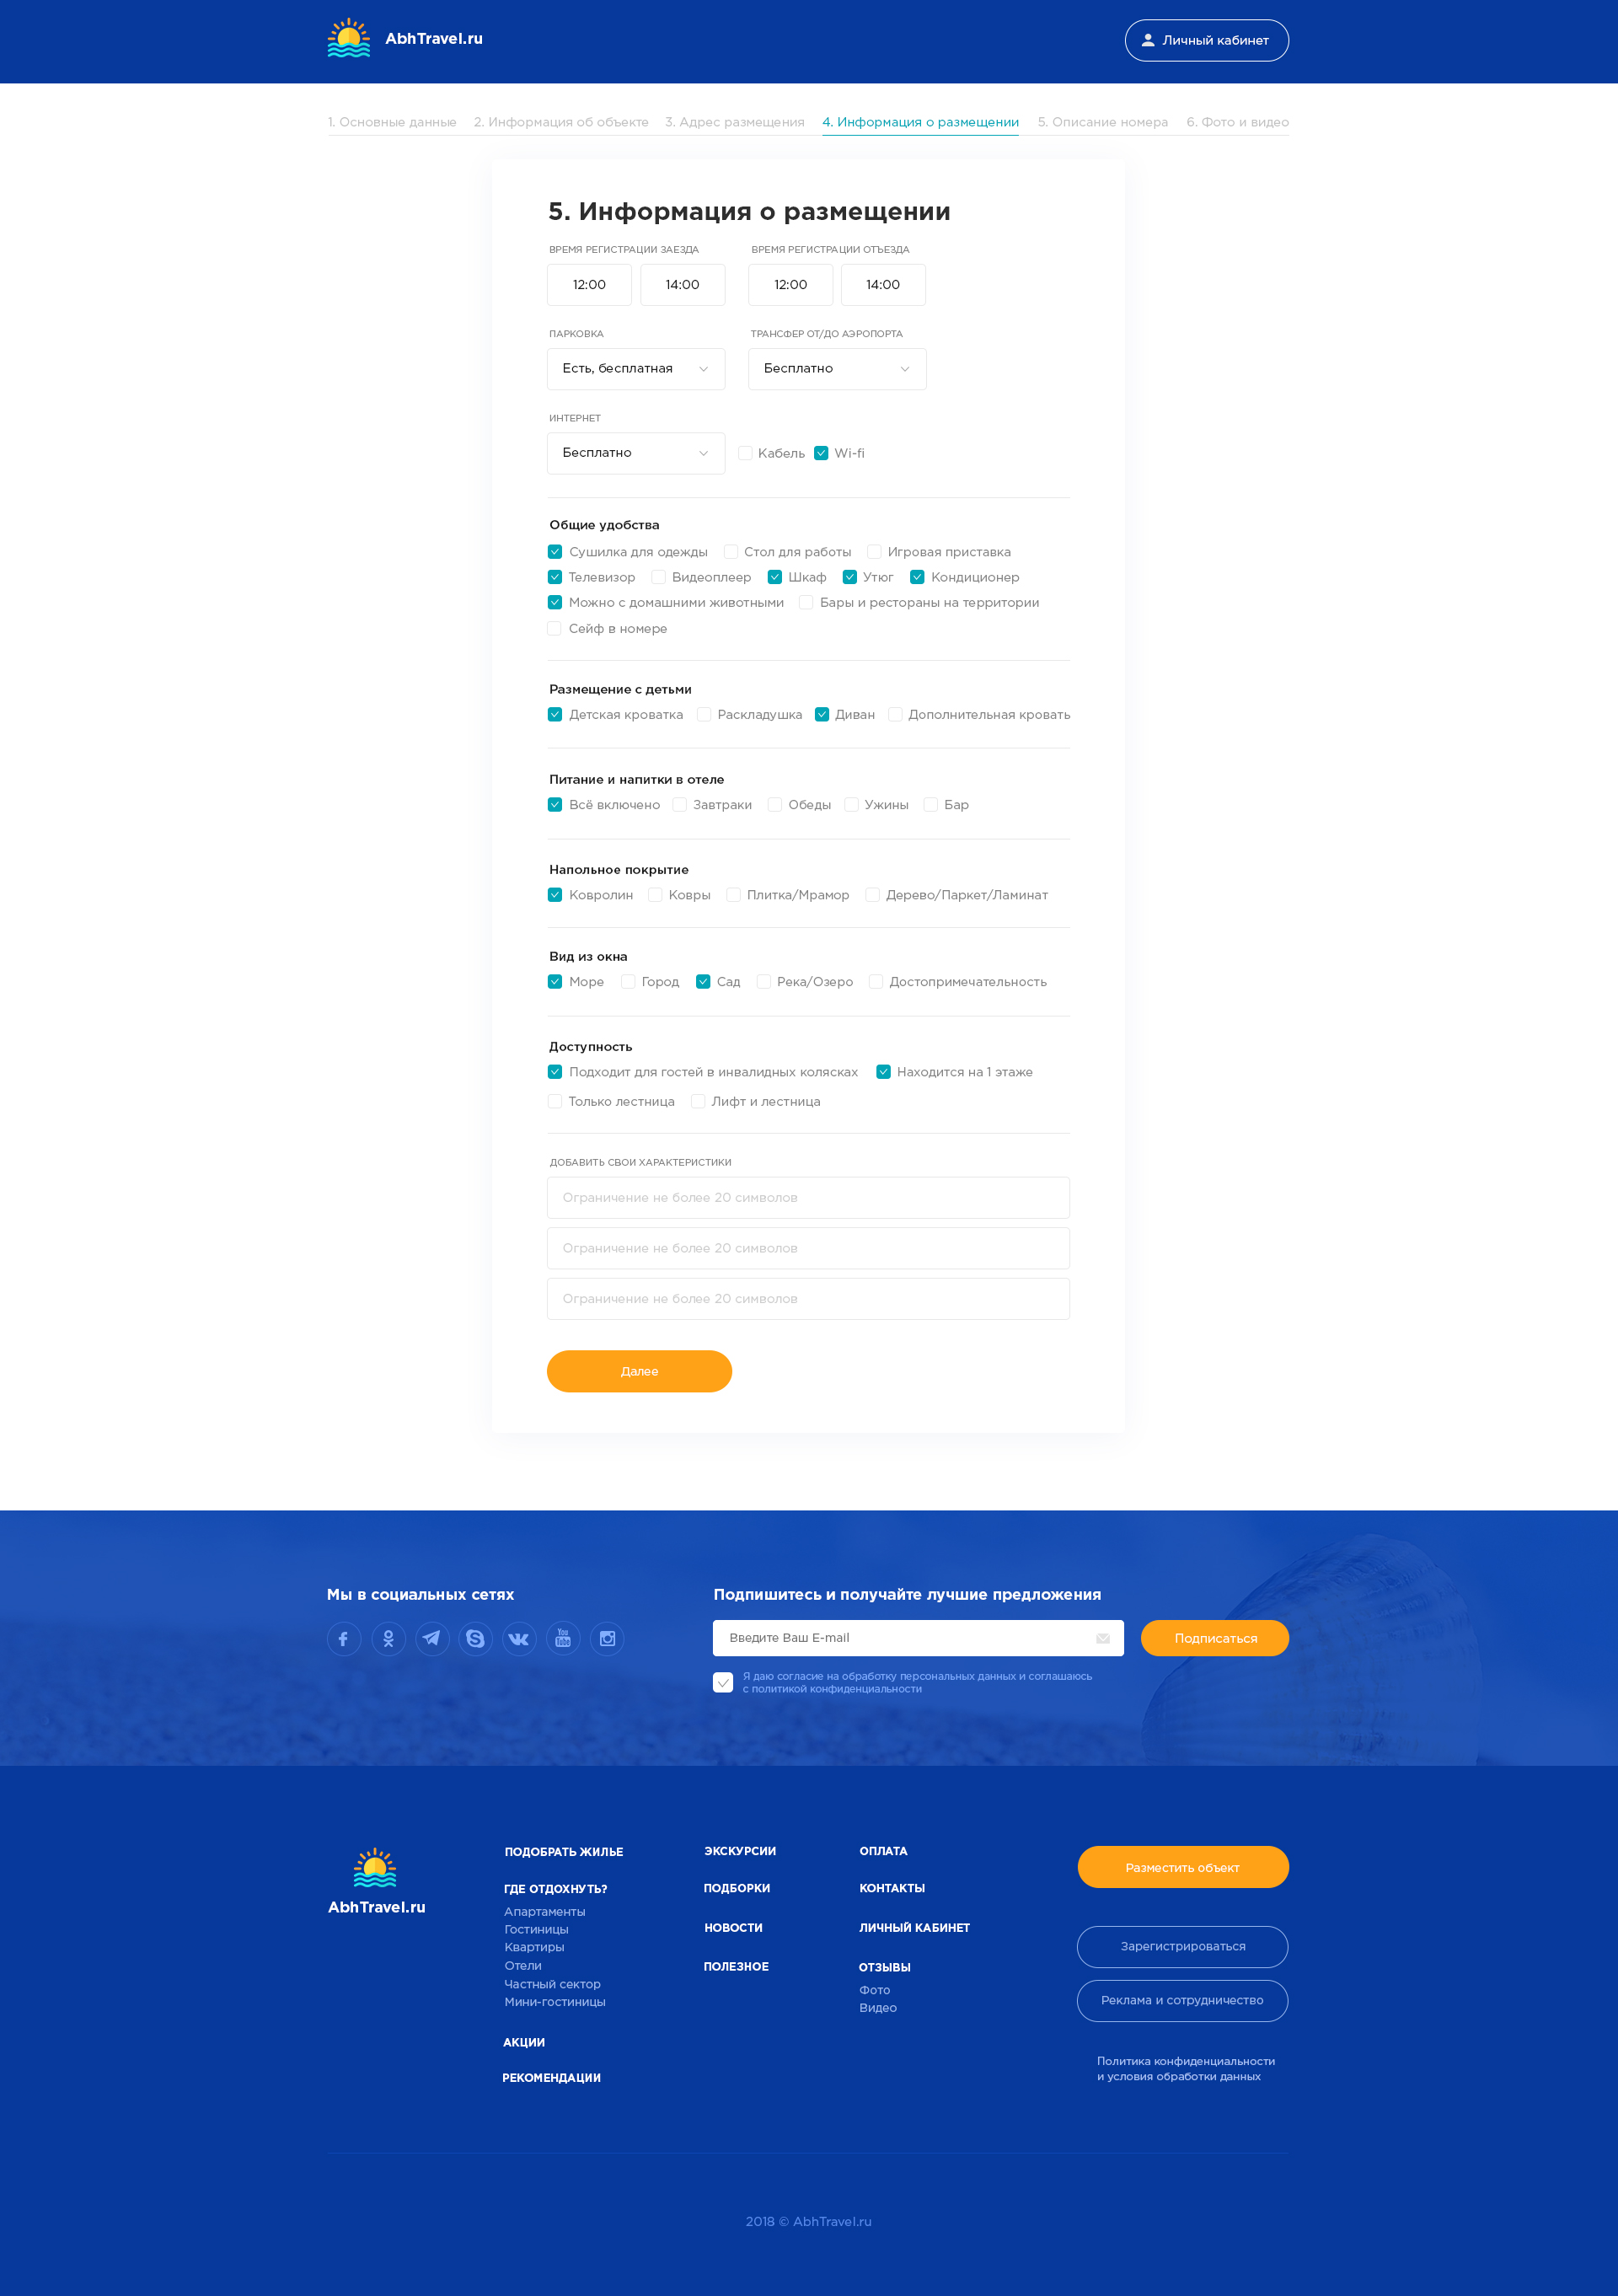 AbhTravel.ru
Личный кабинет
1. Основные данные 2. Информация об объекте 3. Адрес размещения 4. Информация о размещении 5. Описание номера 6. Фото и видео
5. Информация о размещении
ВРЕМЯ РЕГИСТРАЦИИ ЗАЕЗДА ВРЕМЯ РЕГИСТРАЦИИ ОТЪЕЗДА
12:00 14:00 12:00 14:00
ПАРКОВКА ТРАНСФЕР ОТ/ДО АЭРОПОРТА
Есть, бесплатная Бесплатно
ИНТЕРНЕТ
Бесплатно Кабель Wi-fi
Общие удобства
Сушилка для одежды Стол для работы Игровая приставка
Телевизор Видеоплеер Шкаф Утюг Кондиционер
Можно с домашними животными Бары и рестораны на территории
Сейф в номере
Размещение с детьми
Детская кроватка Раскладушка Диван Дополнительная кровать
Питание и напитки в отеле
Всё включено Завтраки Обеды Ужины Бар
Напольное покрытие
Ковролин Ковры Плитка/Мрамор Дерево/Паркет/Ламинат
Вид из окна
Море Город Сад Река/Озеро Достопримечательность
Доступность
Подходит для гостей в инвалидных колясках Находится на 1 этаже
Только лестница Лифт и лестница
ДОБАВИТЬ СВОИ ХАРАКТЕРИСТИКИ
Ограничение не более 20 символов
Ограничение не более 20 символов
Ограничение не более 20 символов
Далее
Мы в социальных сетях
You Tube
Подпишитесь и получайте лучшие предложения
Введите Ваш E-mail
Подписаться
Я даю согласие на обработку персональных данных и соглашаюсь
с политикой конфиденциальности
AbhTravel.ru
ПОДОБРАТЬ ЖИЛЬЕ
ГДЕ ОТДОХНУТЬ?
Апартаменты
Гостиницы
Квартиры
Отели
Частный сектор
Мини-гостиницы
АКЦИИ
РЕКОМЕНДАЦИИ
ЭКСКУРСИИ
ПОДБОРКИ
НОВОСТИ
ПОЛЕЗНОЕ
ОПЛАТА
КОНТАКТЫ
ЛИЧНЫЙ КАБИНЕТ
ОТЗЫВЫ
Фото
Видео
Разместить объект
Зарегистрироваться
Реклама и сотрудничество
Политика конфиденциальности
и условия обработки данных
2018 © AbhTravel.ru